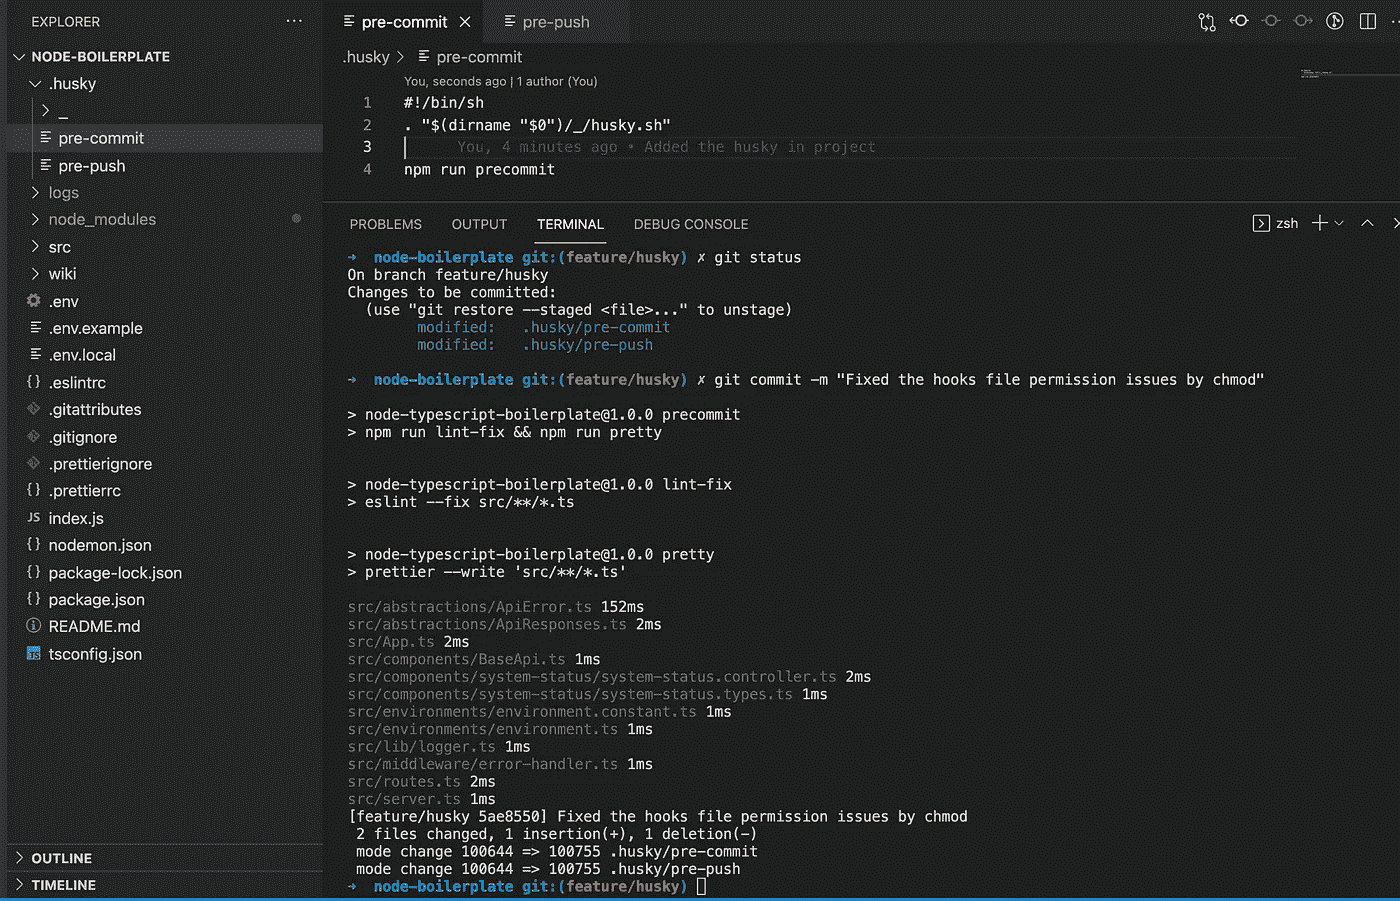 EXPLORER
···
NODE-BOILERPLATE
.husky
_
pre-commit
pre-push
logs
node_modules
src
wiki
.env
.env.example
.env.local
{} .eslintrc
.gitattributes
.gitignore
.prettierignore
{} .prettierrc
JS index.js
{} nodemon.json
{} package-lock.json
{} package.json
README.md
TS tsconfig.json
OUTLINE
TIMELINE
pre-commit
pre-push
.husky > pre-commit
You, seconds ago | 1 author (You)
1 #!/bin/sh
2 . "$(dirname "$0")/_/husky.sh"
3 You, 4 minutes ago • Added the husky in project
4 npm run precommit
PROBLEMS OUTPUT TERMINAL DEBUG CONSOLE
zsh
→ node-boilerplate git:(feature/husky) ✗ git status
On branch feature/husky
Changes to be committed:
(use "git restore --staged <file>..." to unstage)
modified: .husky/pre-commit
modified: .husky/pre-push
→ node-boilerplate git:(feature/husky) ✗ git commit -m "Fixed the hooks file permission issues by chmod"
> node-typescript-boilerplate@1.0.0 precommit
> npm run lint-fix && npm run pretty
> node-typescript-boilerplate@1.0.0 lint-fix
> eslint --fix src/**/*.ts
> node-typescript-boilerplate@1.0.0 pretty
> prettier --write 'src/**/*.ts'
src/abstractions/ApiError.ts 152ms
src/abstractions/ApiResponses.ts 2ms
src/App.ts 2ms
src/components/BaseApi.ts 1ms
src/components/system-status/system-status.controller.ts 2ms
src/components/system-status/system-status.types.ts 1ms
src/environments/environment.constant.ts 1ms
src/environments/environment.ts 1ms
src/lib/logger.ts 1ms
src/middleware/error-handler.ts 1ms
src/routes.ts 2ms
src/server.ts 1ms
[feature/husky 5ae8550] Fixed the hooks file permission issues by chmod
2 files changed, 1 insertion(+), 1 deletion(-)
mode change 100644 => 100755 .husky/pre-commit
mode change 100644 => 100755 .husky/pre-push
→ node-boilerplate git:(feature/husky)